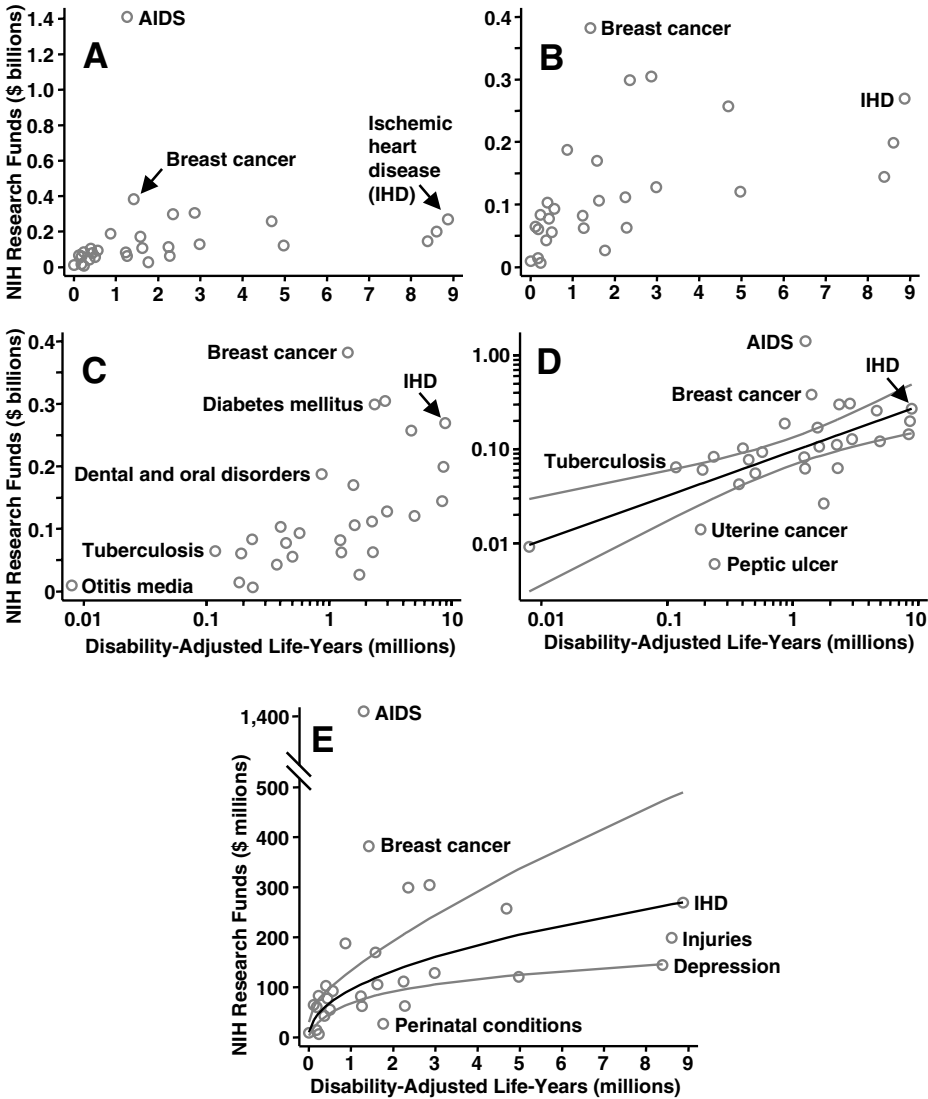 A
NIH Research Funds ($ billions)
1.4
1.2
1.0
0.8
0.6
0.4
0.2
0
AIDS
Breast cancer
Ischemic
heart
disease
(IHD)
0 1 2 3 4 5 6 7 8 9
B
0.4
0.3
0.2
0.1
0
Breast cancer
IHD
0 1 2 3 4 5 6 7 8 9
C
NIH Research Funds ($ billions)
0.4
0.3
0.2
0.1
0
Breast cancer
IHD
Diabetes mellitus
Dental and oral disorders
Tuberculosis
Otitis media
0.01 0.1 1 10
Disability-Adjusted Life-Years (millions)
D
1.00
0.10
0.01
AIDS
IHD
Breast cancer
Tuberculosis
Uterine cancer
Peptic ulcer
0.01 0.1 1 10
Disability-Adjusted Life-Years (millions)
E
NIH Research Funds ($ millions)
1,400
500
400
300
200
100
0
AIDS
Breast cancer
IHD
Injuries
Depression
Perinatal conditions
0 1 2 3 4 5 6 7 8 9
Disability-Adjusted Life-Years (millions)